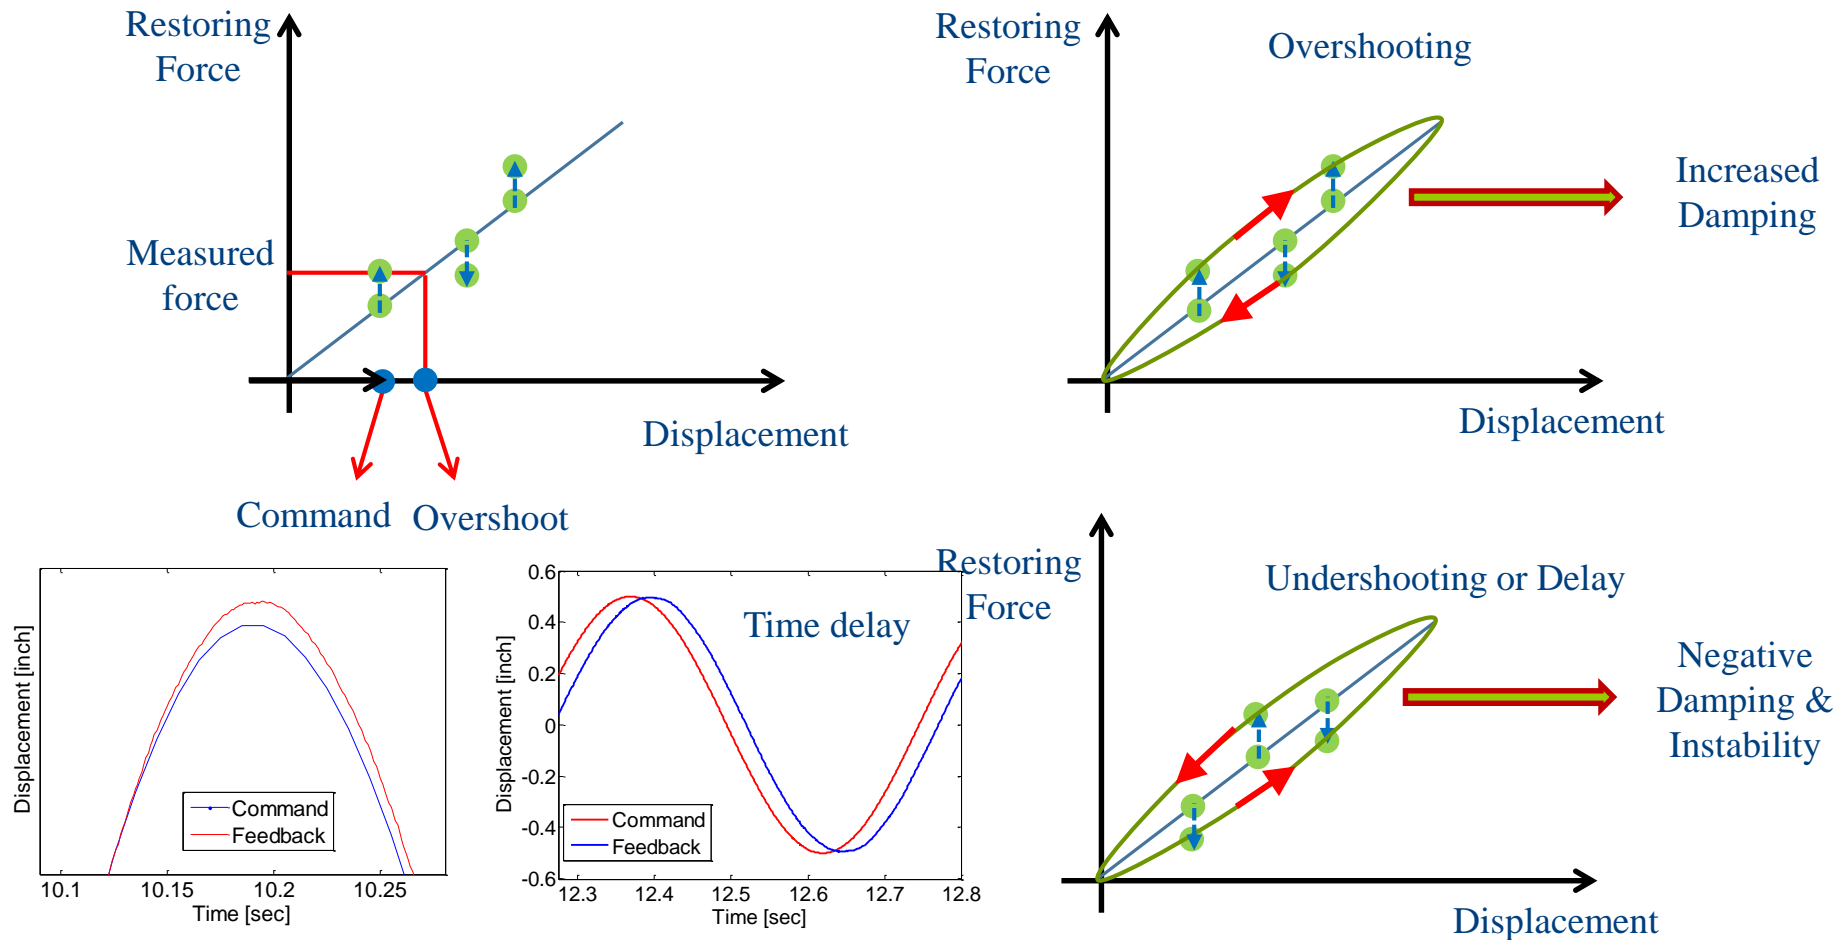 Restoring
Force
Measured
force
Displacement
Command
Overshoot
Restoring
Force
Overshooting
Increased
Damping
Displacement
Displacement [inch]
Command
Feedback
10.1
10.15
10.2
10.25
Time [sec]
Displacement [inch]
0.6
0.4
0.2
0
-0.2
-0.4
-0.6
Time delay
Command
Feedback
12.3
12.4
12.5
12.6
12.7
12.8
Time [sec]
Restoring
Force
Undershooting or Delay
Negative
Damping &
Instability
Displacement